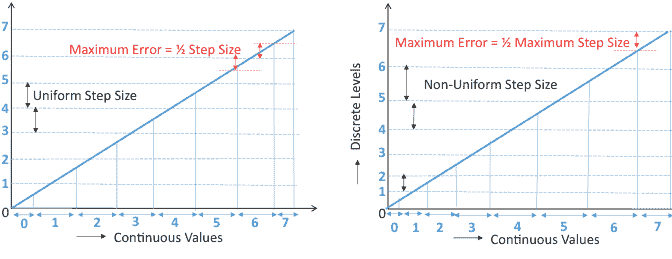 7
6
5
4
3
2
1
0
Maximum Error = ½ Step Size
Uniform Step Size
0 1 2 3 4 5 6 7
Continuous Values
Discrete Levels
7
6
5
4
3
2
1
0
Maximum Error = ½ Maximum Step Size
Non-Uniform Step Size
0 1 2 3 4 5 6 7
Continuous Values